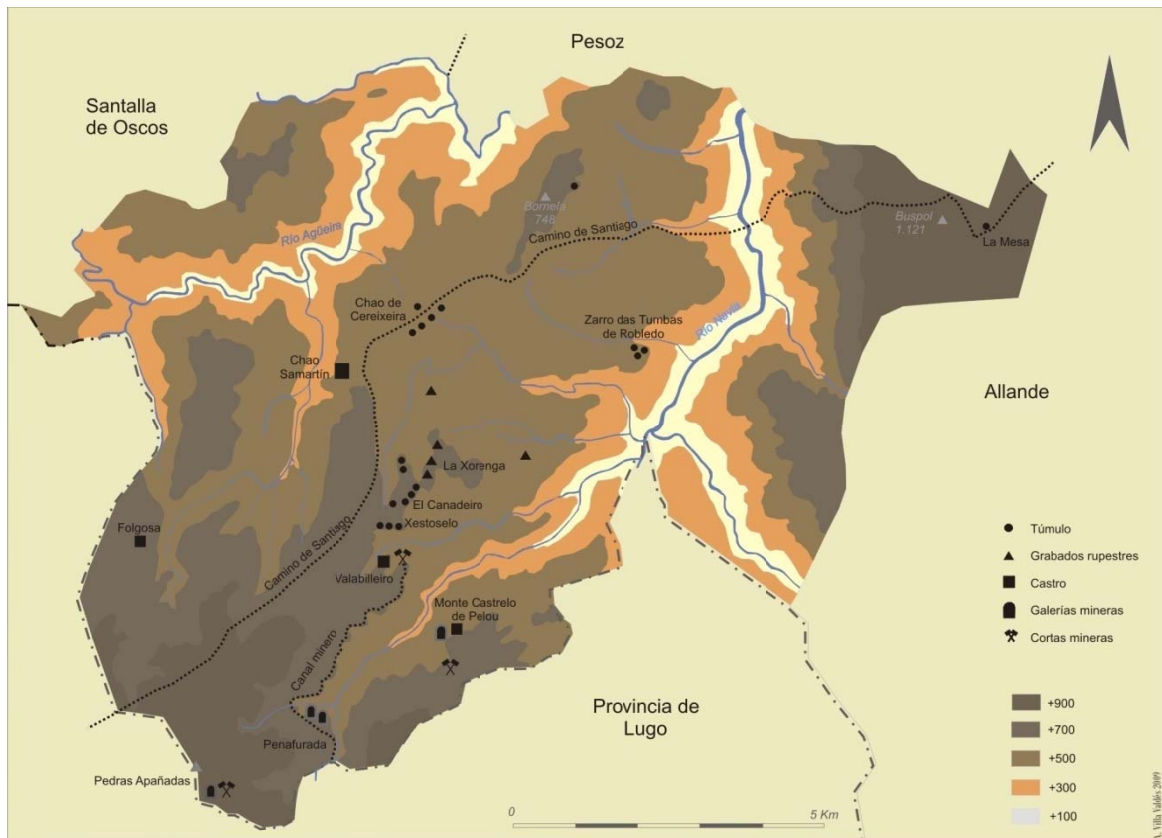 Pesoz
Santalla
de Oscos
Río Agüeira
Bornela
748
Camino de Santiago
Buspol
1.121
La Mesa
Chao de
Cereixeira
Zarro das Tumbas
de Robledo
Río Navia
Chao
Samartín
Allande
La Xorenga
El Canadeiro
Xestoselo
Folgosa
Camino de Santiago
Valabilleiro
Monte Castrelo
de Pelou
Canal minero
Penafurada
Provincia de
Lugo
Pedras Apañadas
Túmulo
Grabados rupestres
Castro
Galerías mineras
Cortas mineras
+900
+700
+500
+300
+100
0
5 Km
A.Villa Valdés 2009